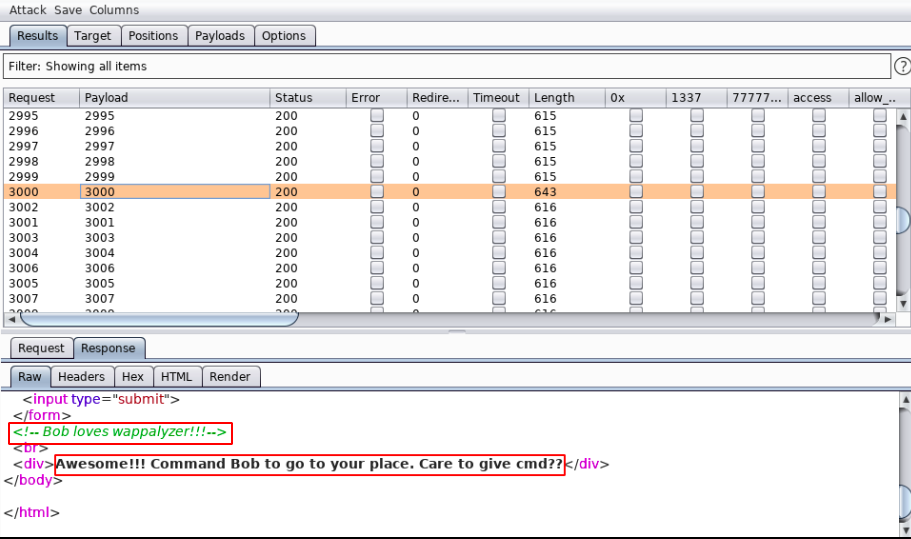 Attack Save Columns
Results Target Positions Payloads Options
Filter: Showing all items ?
Request Payload Status Error Redire... Timeout Length 0x 1337 77777... access allow_..
2995 2995 200 0 615
2996 2996 200 0 615
2997 2997 200 0 615
2998 2998 200 0 615
2999 2999 200 0 615
3000 3000 200 0 643
3002 3002 200 0 616
3001 3001 200 0 616
3003 3003 200 0 616
3004 3004 200 0 616
3006 3006 200 0 616
3005 3005 200 0 616
3007 3007 200 0 616
Request Response
Raw Headers Hex HTML Render
<input type="submit">
</form>
<!-- Bob loves wappalyzer!!!-->
<br>
<div>Awesome!!! Command Bob to go to your place. Care to give cmd??</div>
</body>
</html>